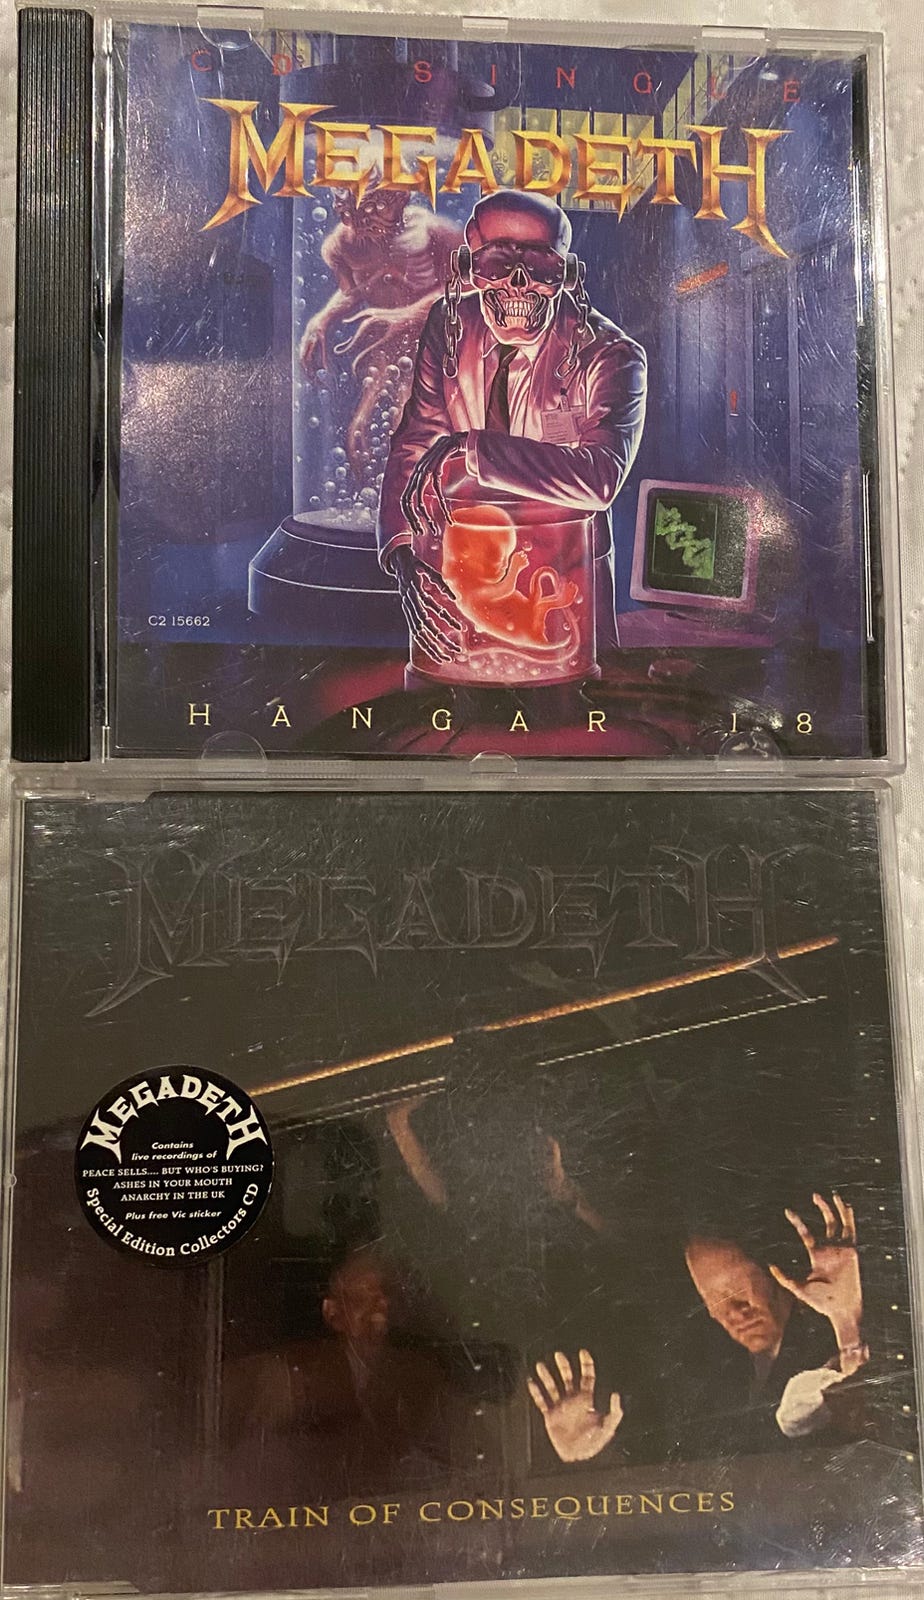 CD SINGLE
MEGADETH
C2 15662
HANGAR 18
MEGADETH
MEGADETH
Contains
live recordings of
PEACE SELLS.... BUT WHO'S BUYING?
ASHES IN YOUR MOUTH
ANARCHY IN THE UK
Plus free Vic sticker
Special Edition Collectors CD
TRAIN OF CONSEQUENCES